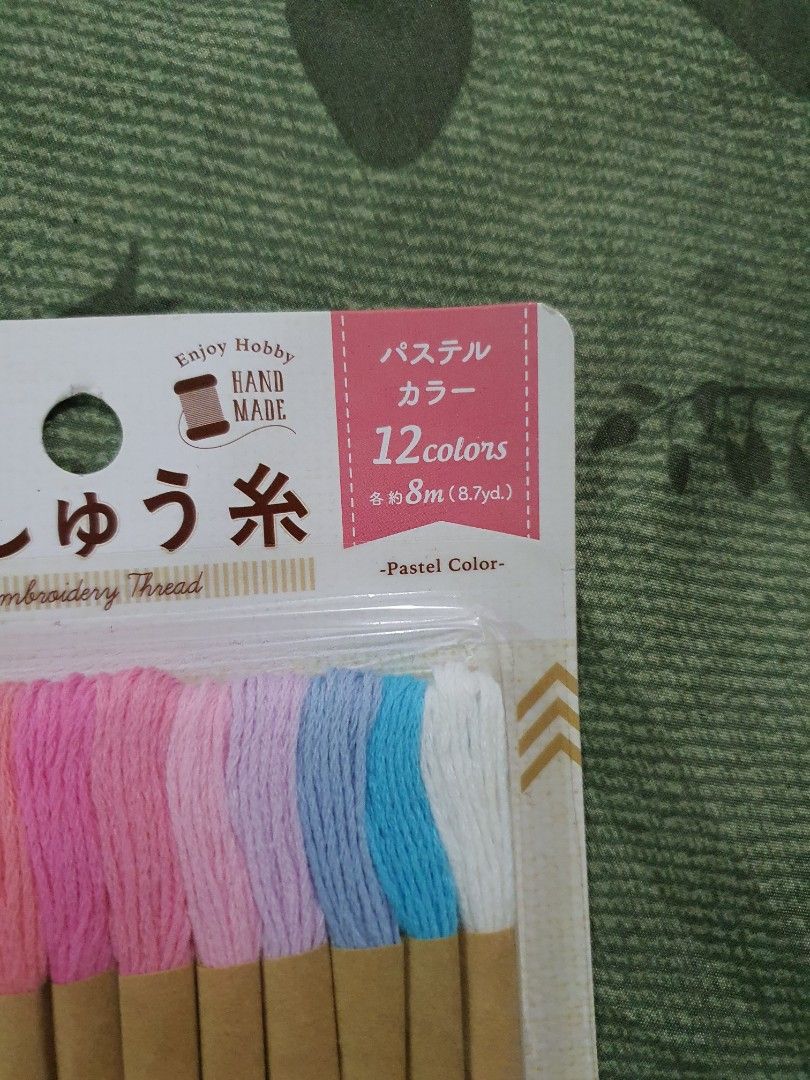 Enjoy Hobby
HAND
MADE
しゅう糸
mbroidery Thread
パステル
カラー
12colors
各約8m(8.7yd.)
-Pastel Color-